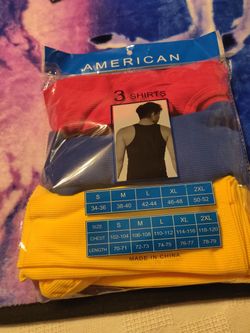 AMERICAN
3 SHIRTS
S M L XL 2XL
34-36 38-40 42-44 46-48 50-52
SIZE S M L XL 2XL
CHEST 102-104 106-108 110-112 114-116 118-120
LENGTH 70-71 72-73 74-75 76-77 78-79
MADE IN CHINA